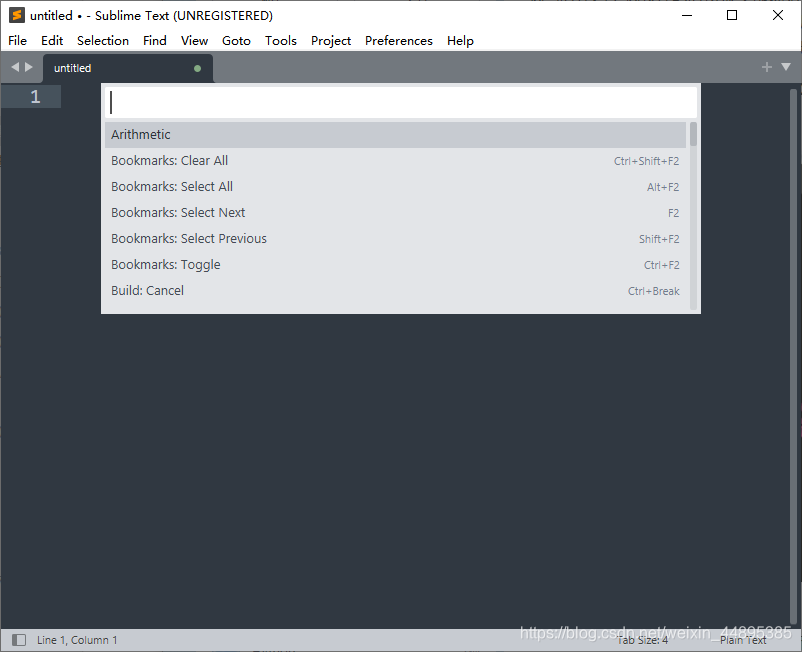 untitled • - Sublime Text (UNREGISTERED)
File Edit Selection Find View Goto Tools Project Preferences Help
untitled
1
Arithmetic
Bookmarks: Clear All Ctrl+Shift+F2
Bookmarks: Select All Alt+F2
Bookmarks: Select Next F2
Bookmarks: Select Previous Shift+F2
Bookmarks: Toggle Ctrl+F2
Build: Cancel Ctrl+Break
https://blog.csdn.net/weixin_44895385
Line 1, Column 1 Tab Size: 4 Plain Text